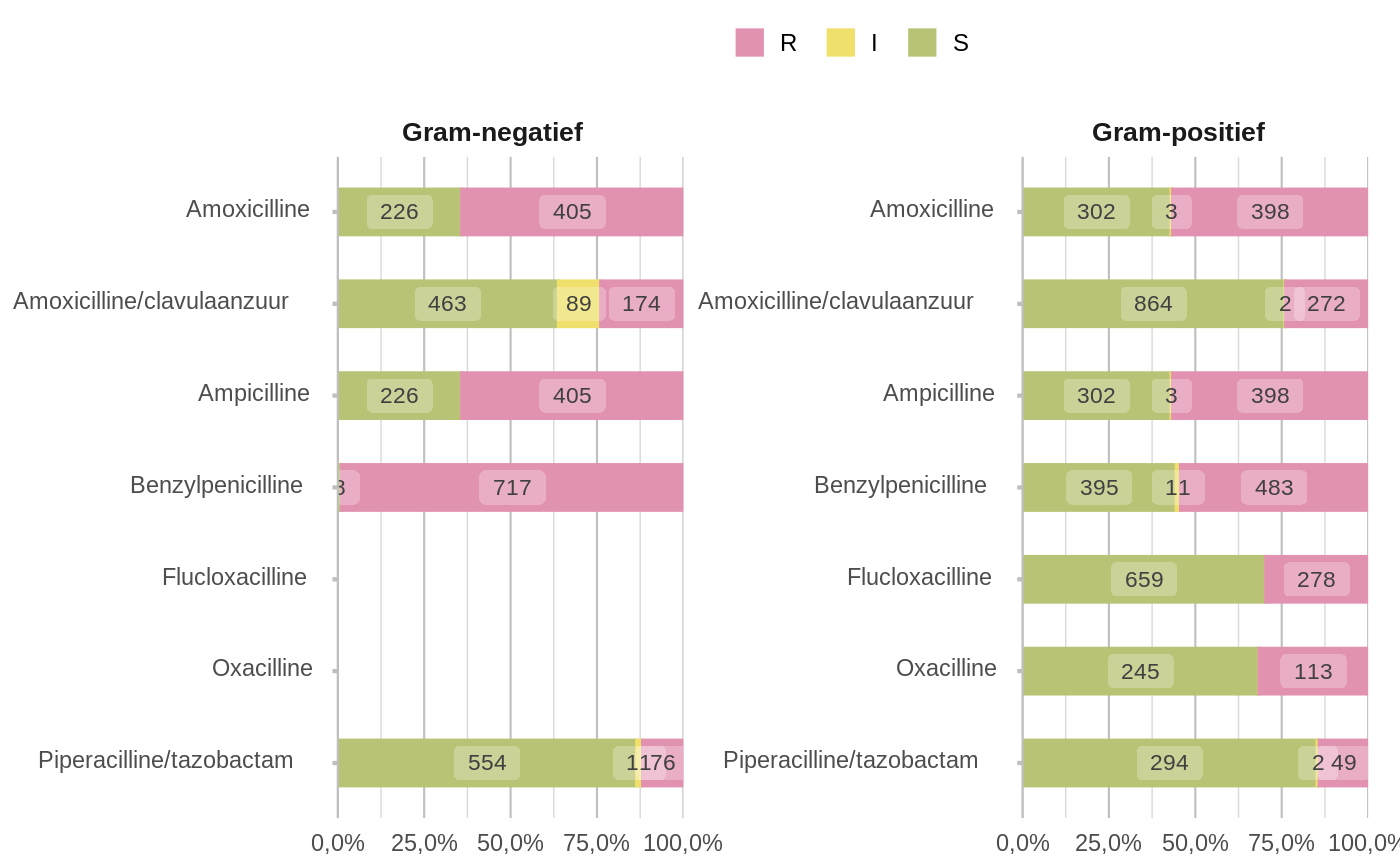 R I S
Gram-negatief
Amoxicilline 226 405
Amoxicilline/clavulaanzuur 463 89 174
Ampicilline 226 405
Benzylpenicilline 3 717
Flucloxacilline
Oxacilline
Piperacilline/tazobactam 554 11 76
0,0% 25,0% 50,0% 75,0% 100,0%
Gram-positief
Amoxicilline 302 3 398
Amoxicilline/clavulaanzuur 864 2 272
Ampicilline 302 3 398
Benzylpenicilline 395 11 483
Flucloxacilline 659 278
Oxacilline 245 113
Piperacilline/tazobactam 294 2 49
0,0% 25,0% 50,0% 75,0% 100,0%